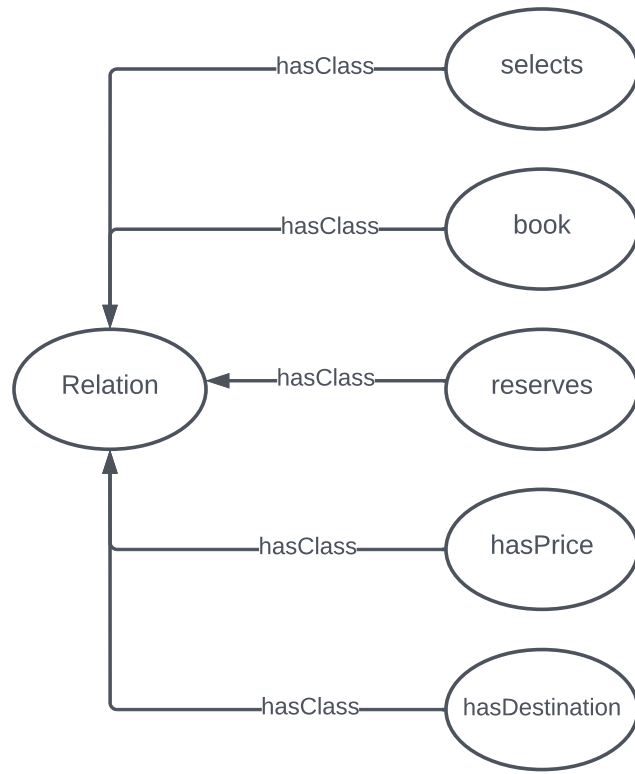 hasClass
selects
hasClass
book
Relation
hasClass
reserves
hasClass
hasPrice
hasClass
hasDestination